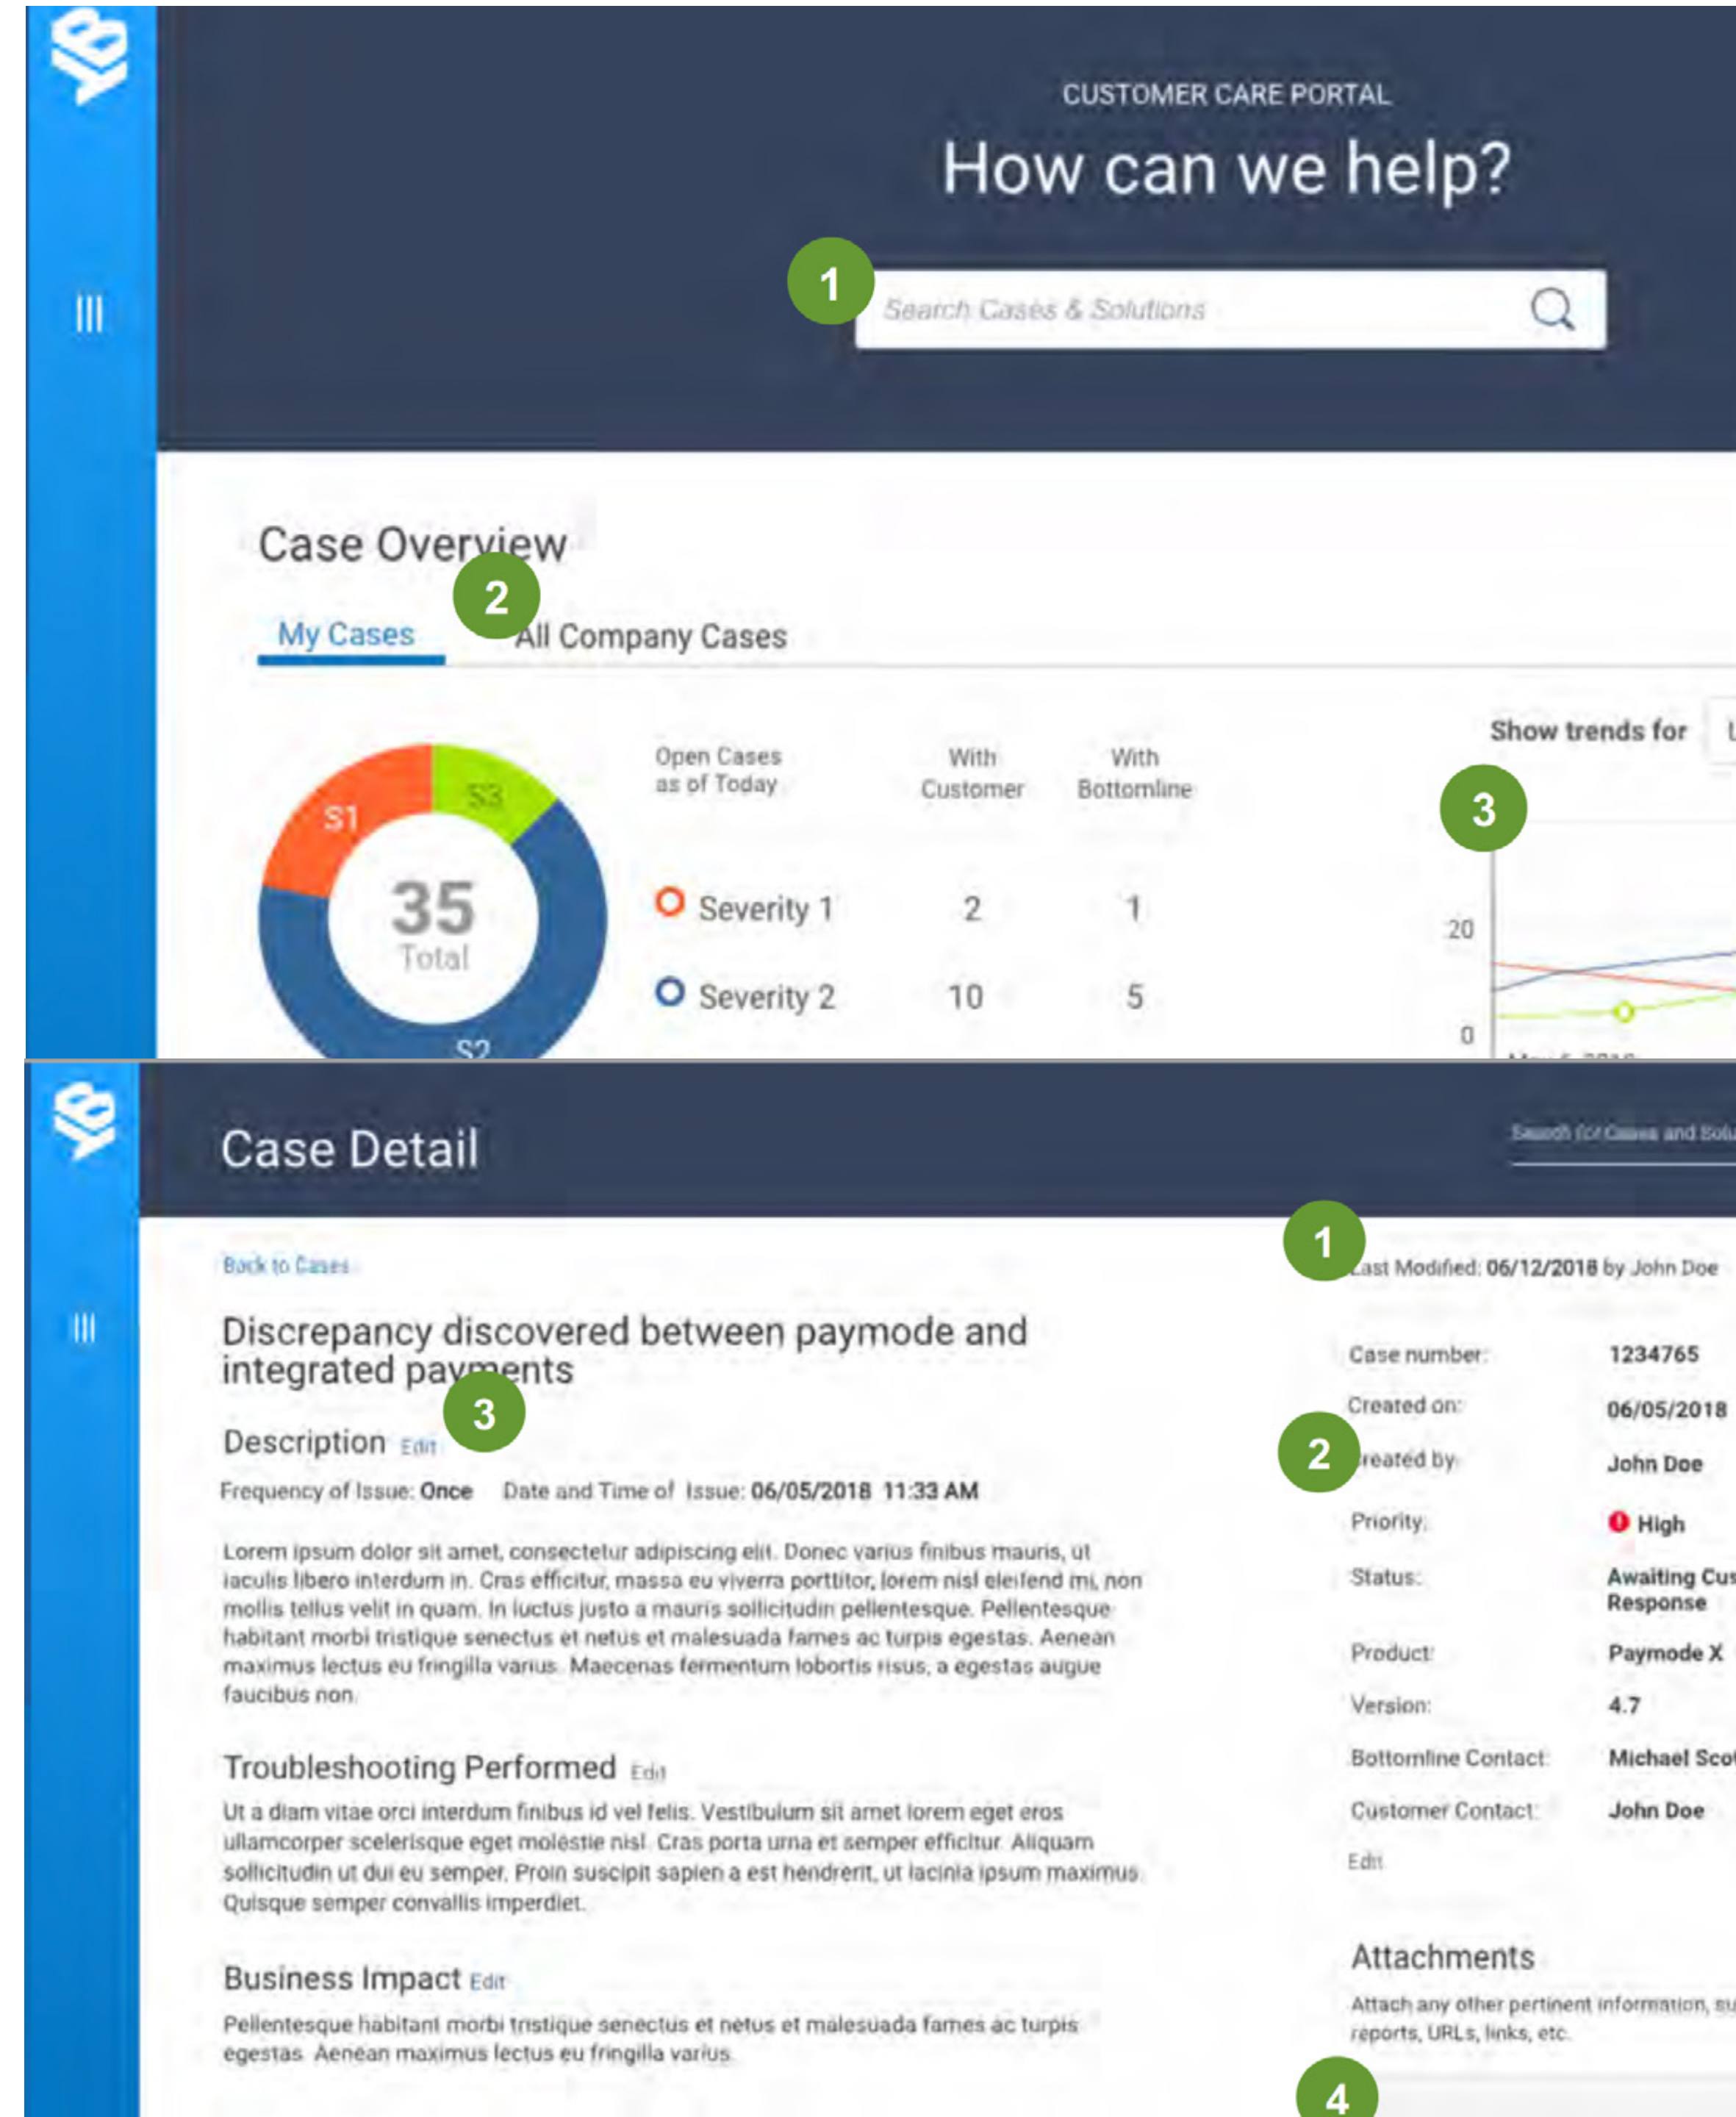 CUSTOMER CARE PORTAL
How can we help?
1
Search Cases & Solutions
Case Overview
2
My Cases
All Company Cases
Show trends for
3
Open Cases
as of Today
With
Customer
With
Bottomline
S1
S3
35
Total
S2
Severity 1
2
1
Severity 2
10
5
20
0
Case Detail
Search for Cases and
1
Last Modified: 06/12/2018 by John Doe
Back to Cases
Discrepancy discovered between paymode and
integrated payments
3
Description Edit
Frequency of Issue: Once Date and Time of Issue: 06/05/2018 11:33 AM
Lorem ipsum dolor sit amet, consectetur adipiscing elit. Donec varius finibus mauris, ut
iaculis libero interdum in. Cras efficitur, massa eu viverra porttitor, lorem nisl eleifend mi, non
mollis tellus velit in quam. In luctus justo a mauris sollicitudin pellentesque. Pellentesque
habitant morbi tristique senectus et netus et malesuada fames ac turpis egestas. Aenean
maximus lectus eu fringilla varius. Maecenas fermentum lobortis risus, a egestas augue
faucibus non.
Troubleshooting Performed Edit
Ut a diam vitae orci interdum finibus id vel felis. Vestibulum sit amet lorem eget eros
ullamcorper scelerisque eget molestie nisl. Cras porta urna et semper efficitur. Aliquam
sollicitudin ut dui eu semper. Proin suscipit sapien a est hendrerit, ut lacinia ipsum maximus.
Quisque semper convallis imperdiet.
Business Impact Edit
Pellentesque habitant morbi tristique senectus et netus et malesuada fames ac turpis
egestas. Aenean maximus lectus eu fringilla varius.
Case number: 1234765
Created on: 06/05/2018
2
Created by: John Doe
Priority: High
Status: Awaiting
Response
Product: Paymode X
Version: 4.7
Bottomline Contact: Michael
Customer Contact: John Doe
Edit
Attachments
Attach any other pertinent information,
reports, URLs, links, etc.
4